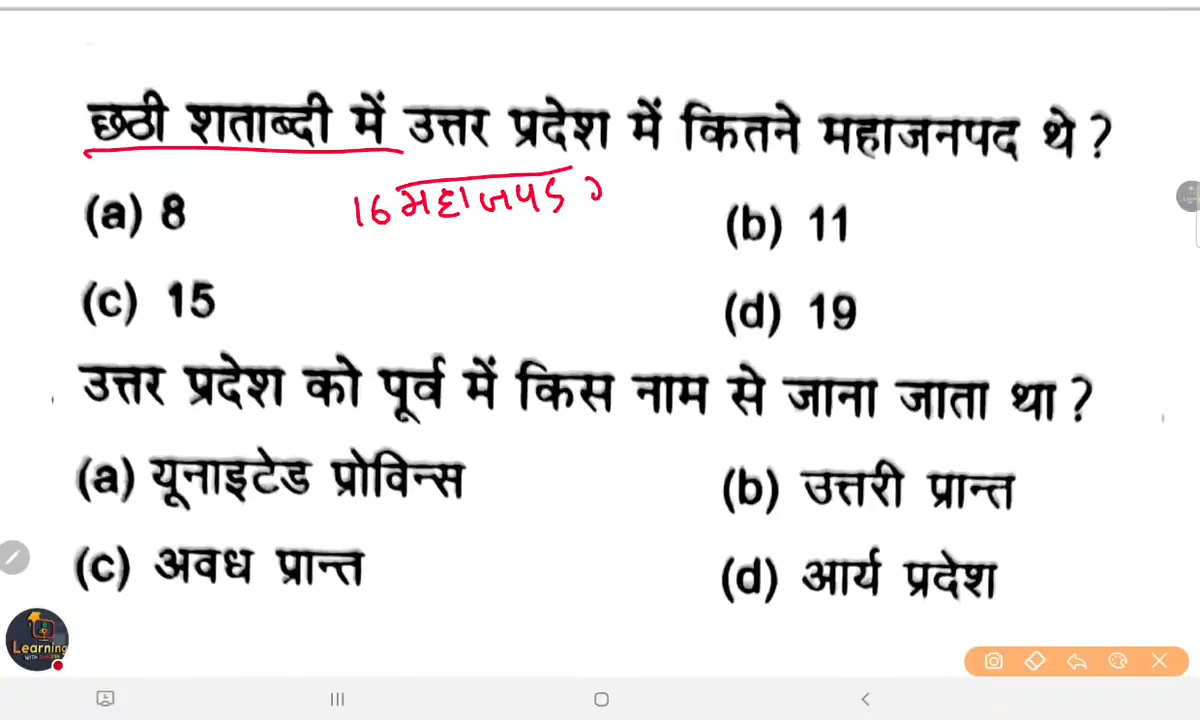 छठी शताब्दी में उत्तर प्रदेश में कितने महाजनपद थे ?
16 महाजपड
(a) 8
(b) 11
(c) 15
(d) 19
उत्तर प्रदेश को पूर्व में किस नाम से जाना जाता था ?
(a) यूनाइटेड प्रोविन्स
(b) उत्तरी प्रान्त
(c) अवध प्रान्त
(d) आर्य प्रदेश
Learning